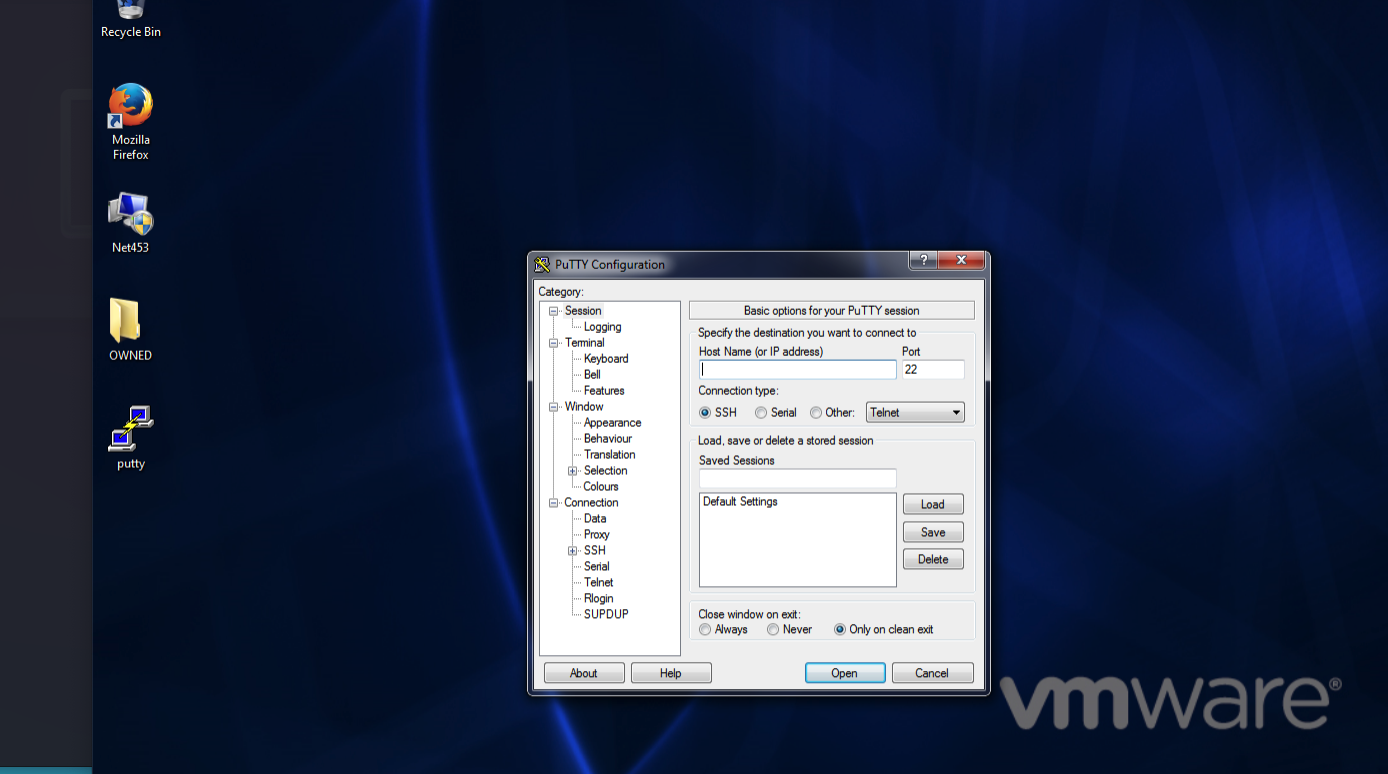 Recycle Bin
Mozilla
Firefox
Net453
OWNED
putty
PuTTY Configuration
?
Category:
Session
Logging
Terminal
Keyboard
Bell
Features
Window
Appearance
Behaviour
Translation
Selection
Colours
Connection
Data
Proxy
SSH
Serial
Telnet
Rlogin
SUPDUP
Basic options for your PuTTY session
Specify the destination you want to connect to
Host Name (or IP address) Port
22
Connection type:
SSH Serial Other: Telnet
Load, save or delete a stored session
Saved Sessions
Default Settings
Load
Save
Delete
Close window on exit:
Always Never Only on clean exit
About Help Open Cancel
vmware®